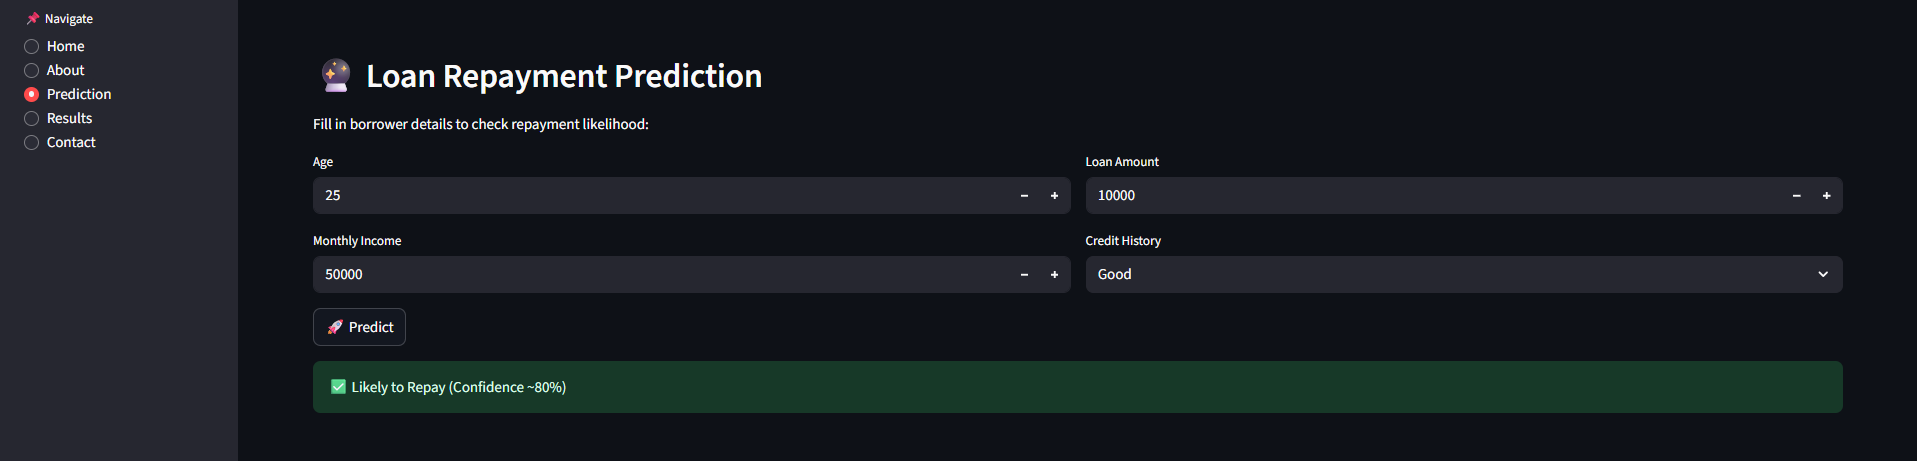 📌 Navigate
Home
About
Prediction
Results
Contact
🔮 Loan Repayment Prediction
Fill in borrower details to check repayment likelihood:
Age
25
Loan Amount
10000
Monthly Income
50000
Credit History
Good
🚀 Predict
✅ Likely to Repay (Confidence ~80%)